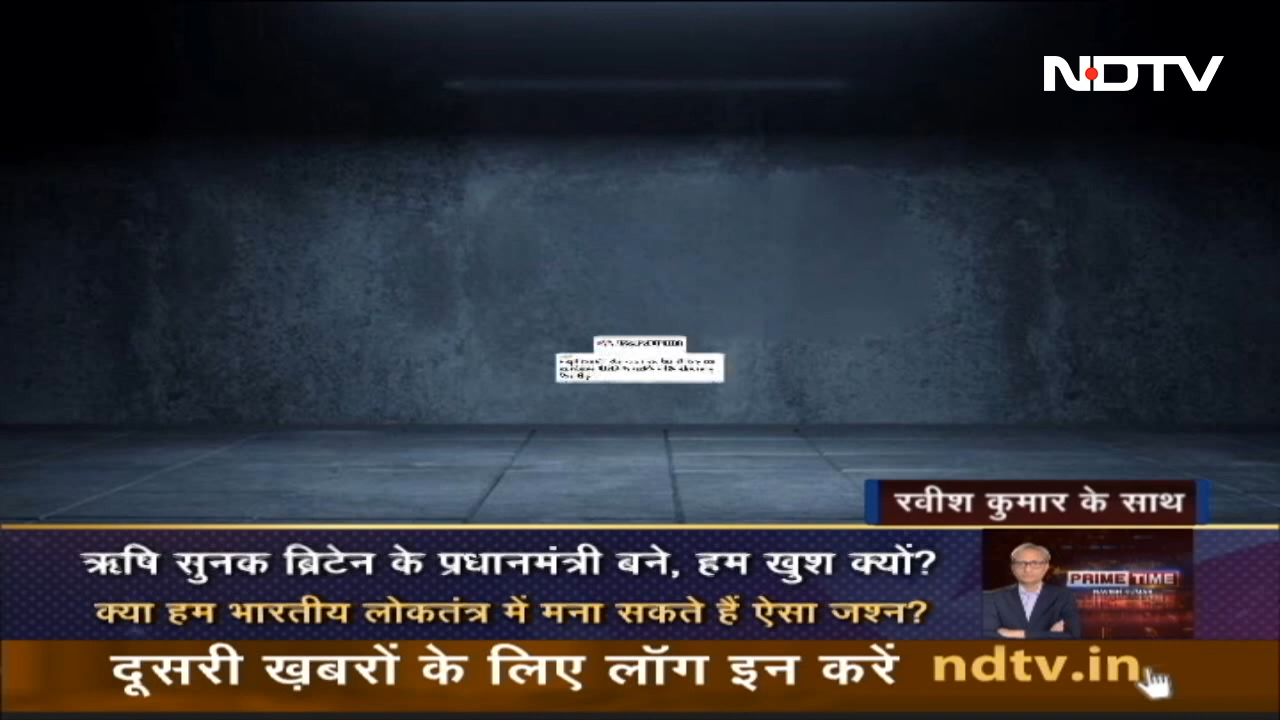 NDTV
रवीश कुमार के साथ
ऋषि सुनक ब्रिटेन के प्रधानमंत्री बने, हम खुश क्यों?
क्या हम भारतीय लोकतंत्र में मना सकते हैं ऐसा जश्न?
PRIME TIME
दूसरी ख़बरों के लिए लॉग इन करें ndtv.in